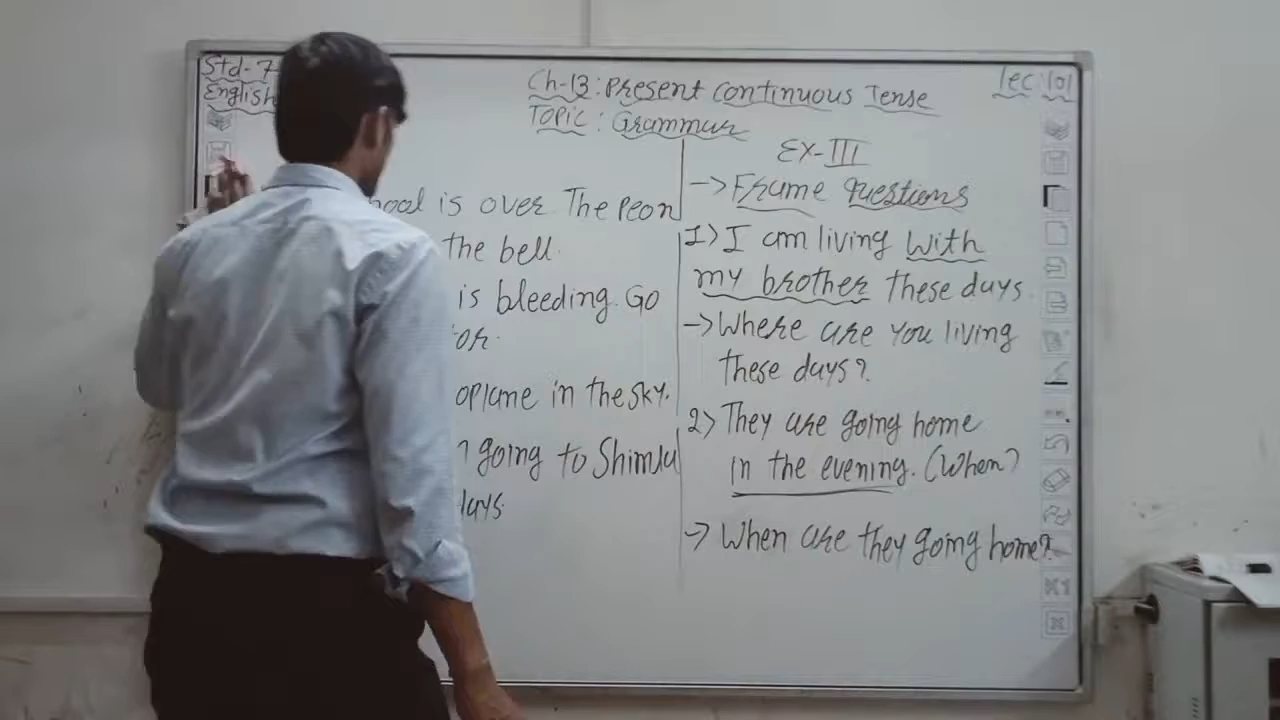 Std-7
English
Ch-13: Present Continuous Tense
Topic: Grammar
lec 101
is over The Peon
the bell.
is bleeding. Go
in the sky.
going to Shimla
EX-III
-> Frame questions
1) I am living with
my brother these days
-> Where are you living
these days?
2) They are going home
in the evening. (When?
-> When are they going home?